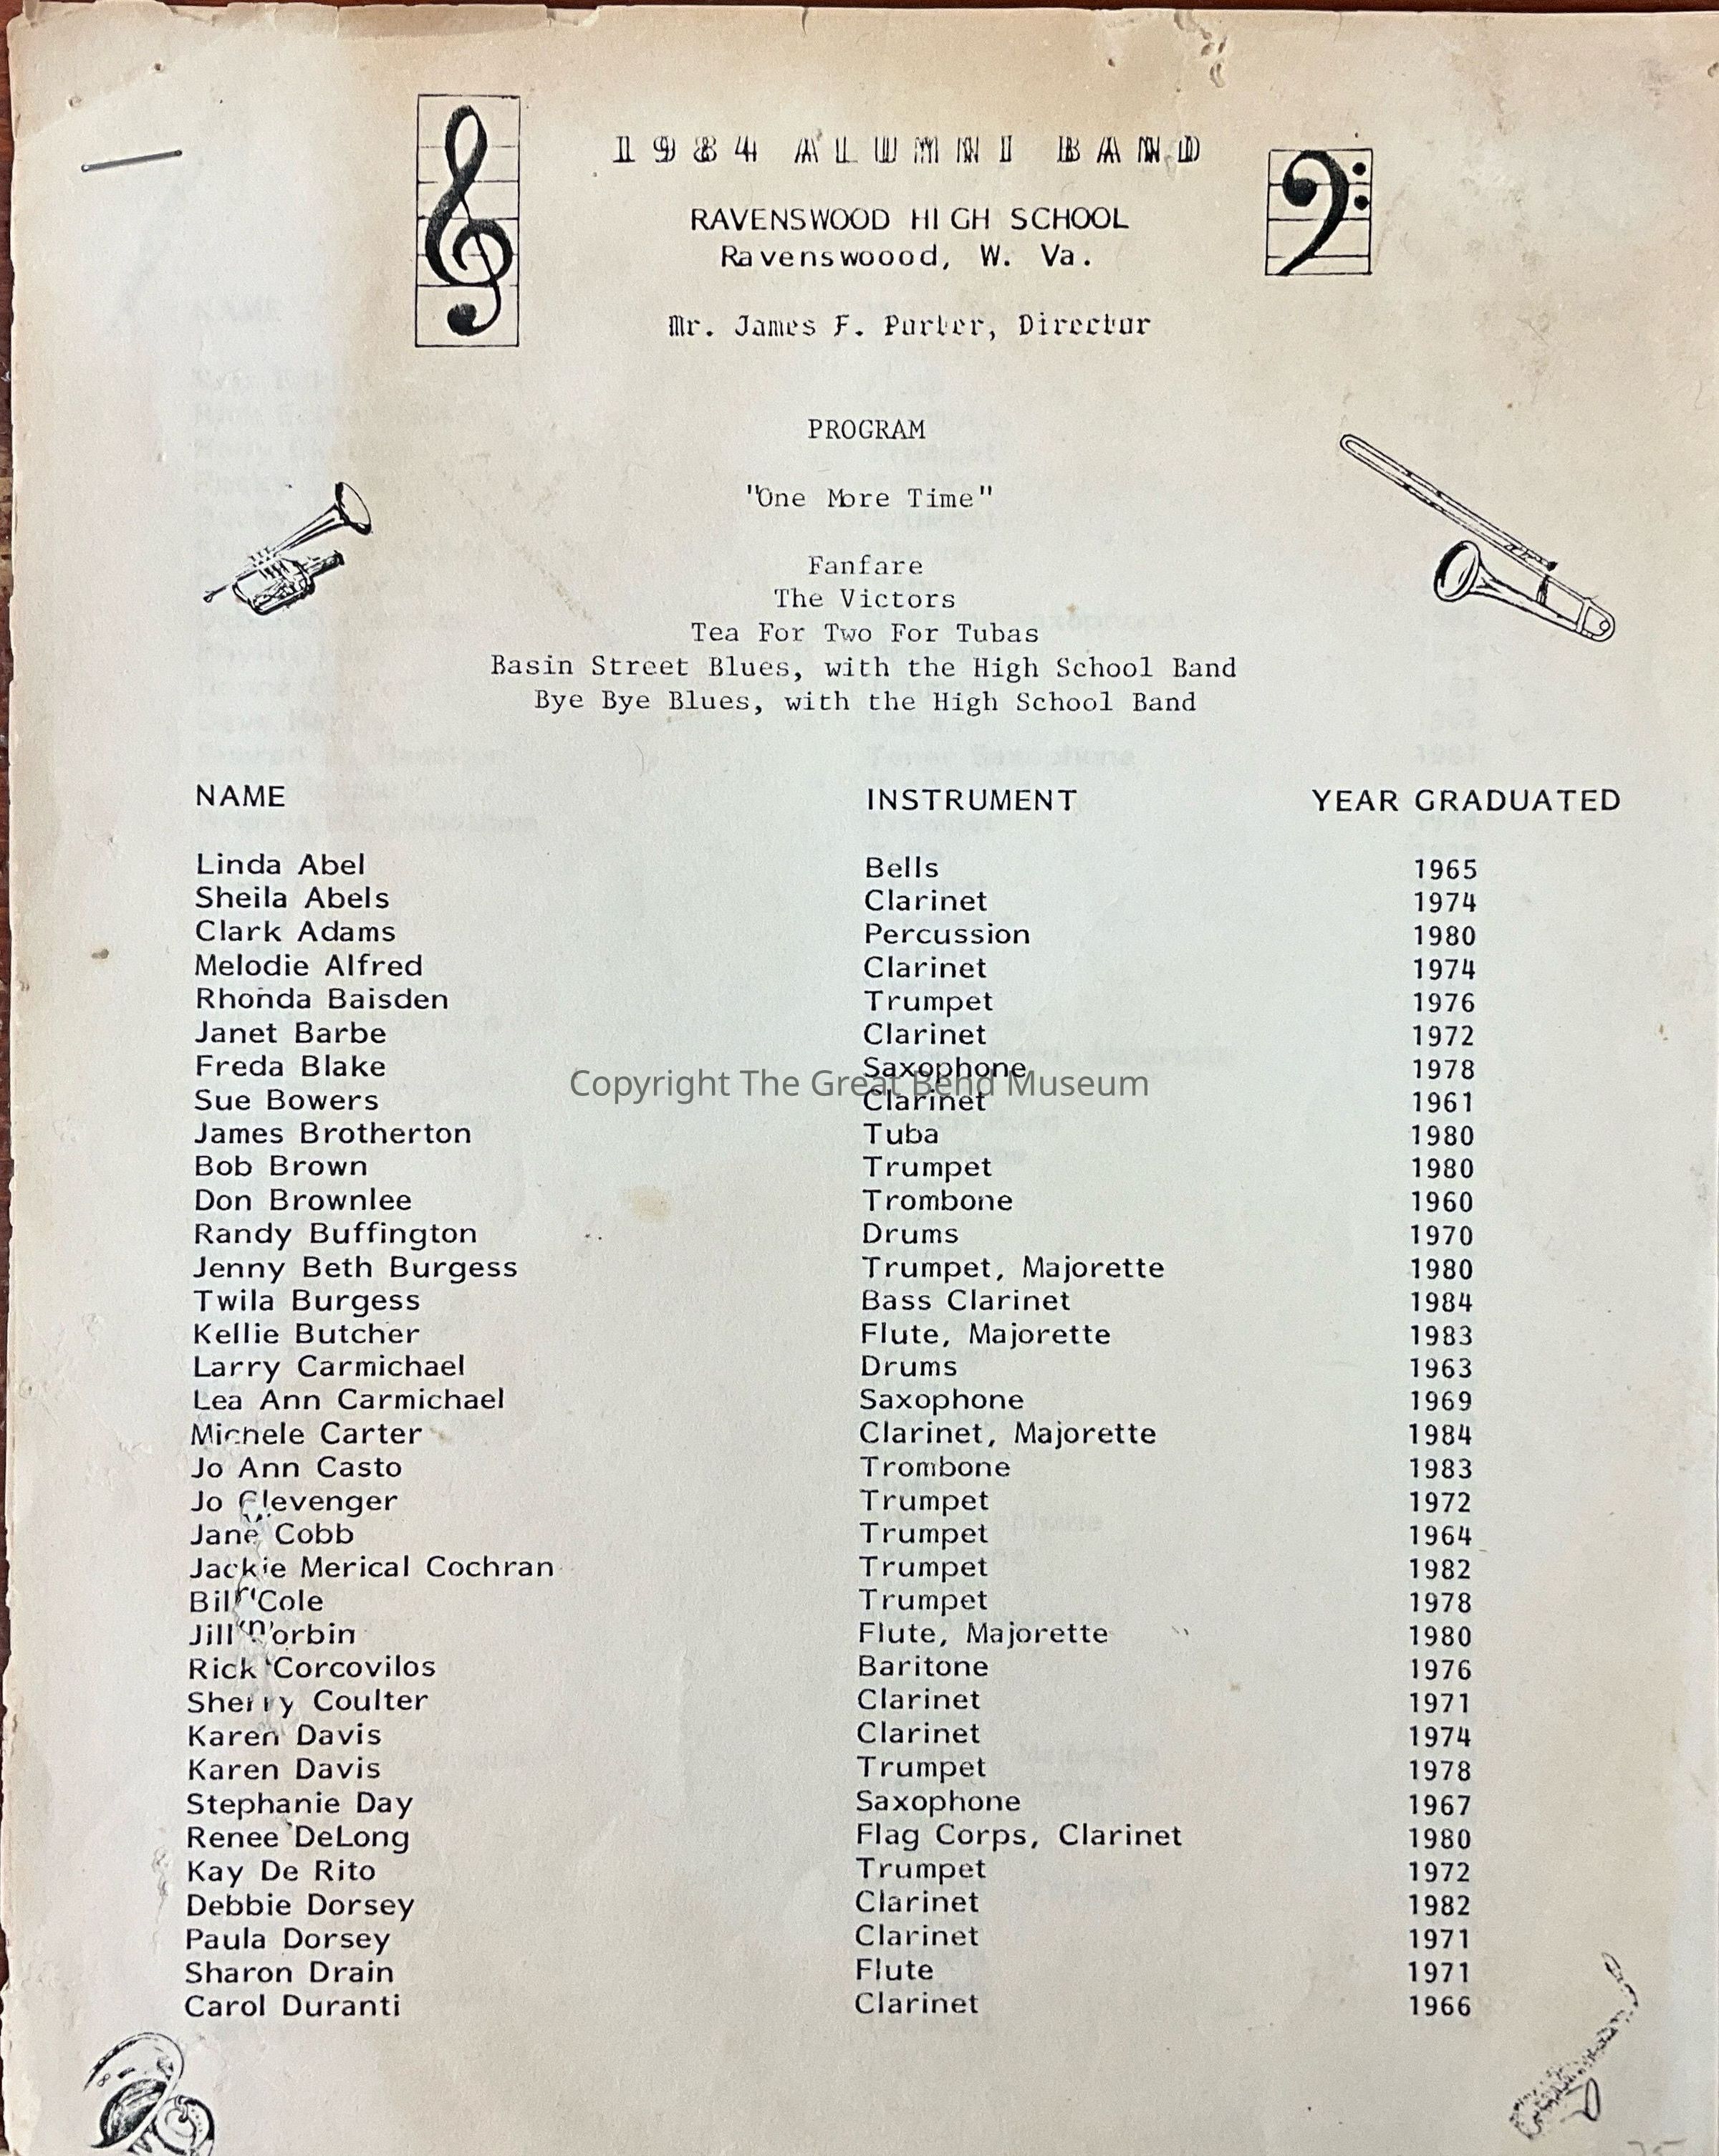 1984 ALUMNI BAND
RAVENSWOOD HIGH SCHOOL
Ravenswoood, W. Va.
Mr. James F. Porter, Director
PROGRAM
"One More Time"
Fanfare
The Victors
Tea For Two For Tubas
Basin Street Blues, with the High School Band
Bye Bye Blues, with the High School Band
NAME INSTRUMENT YEAR GRADUATED
Linda Abel Bells 1965
Sheila Abels Clarinet 1974
Clark Adams Percussion 1980
Melodie Alfred Clarinet 1974
Rhonda Baisden Trumpet 1976
Janet Barbe Clarinet 1972
Freda Blake Saxophone 1978
Copyright The Great Bend Museum
Sue Bowers Clarinet 1961
James Brotherton Tuba 1980
Bob Brown Trumpet 1980
Don Brownlee Trombone 1960
Randy Buffington Drums 1970
Jenny Beth Burgess Trumpet, Majorette 1980
Twila Burgess Bass Clarinet 1984
Kellie Butcher Flute, Majorette 1983
Larry Carmichael Drums 1963
Lea Ann Carmichael Saxophone 1969
Michele Carter Clarinet, Majorette 1984
Jo Ann Casto Trombone 1983
Jo Clevenger Trumpet 1972
Jane Cobb Trumpet 1964
Jackie Merical Cochran Trumpet 1982
Bill Cole Trumpet 1978
Jill Corbin Flute, Majorette 1980
Rick Corcovilos Baritone 1976
Sherry Coulter Clarinet 1971
Karen Davis Clarinet 1974
Karen Davis Trumpet 1978
Stephanie Day Saxophone 1967
Renee DeLong Flag Corps, Clarinet 1980
Kay De Rito Trumpet 1972
Debbie Dorsey Clarinet 1982
Paula Dorsey Clarinet 1971
Sharon Drain Flute 1971
Carol Duranti Clarinet 1966